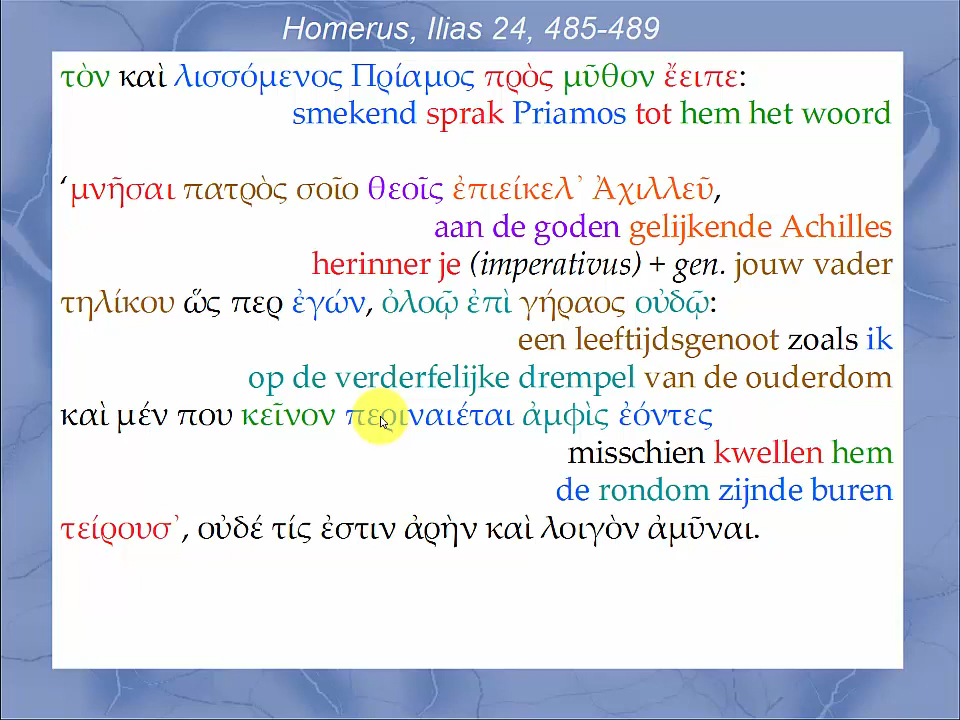 Homerus, Ilias 24, 485-489
τὸν καὶ λισσόμενος Πρίαμος πρὸς μῦθον ἔειπε:
smekend sprak Priamos tot hem het woord
‘μνῆσαι πατρὸς σοῖο θεοῖς ἐπιείκελ᾽ Ἀχιλλεῦ,
aan de goden gelijkende Achilles
herinner je (imperativus) + gen. jouw vader
τηλίκου ὥς περ ἐγών, ὀλοῷ ἐπὶ γήραος οὐδῷ:
een leeftijdsgenoot zoals ik
op de verderfelijke drempel van de ouderdom
καὶ μέν που κεῖνον περιναιέται ἀμφὶς ἐόντες
misschien kwellen hem
de rondom zijnde buren
τείρουσ᾽, οὐδέ τίς ἐστιν ἀρὴν καὶ λοιγὸν ἀμῦναι.